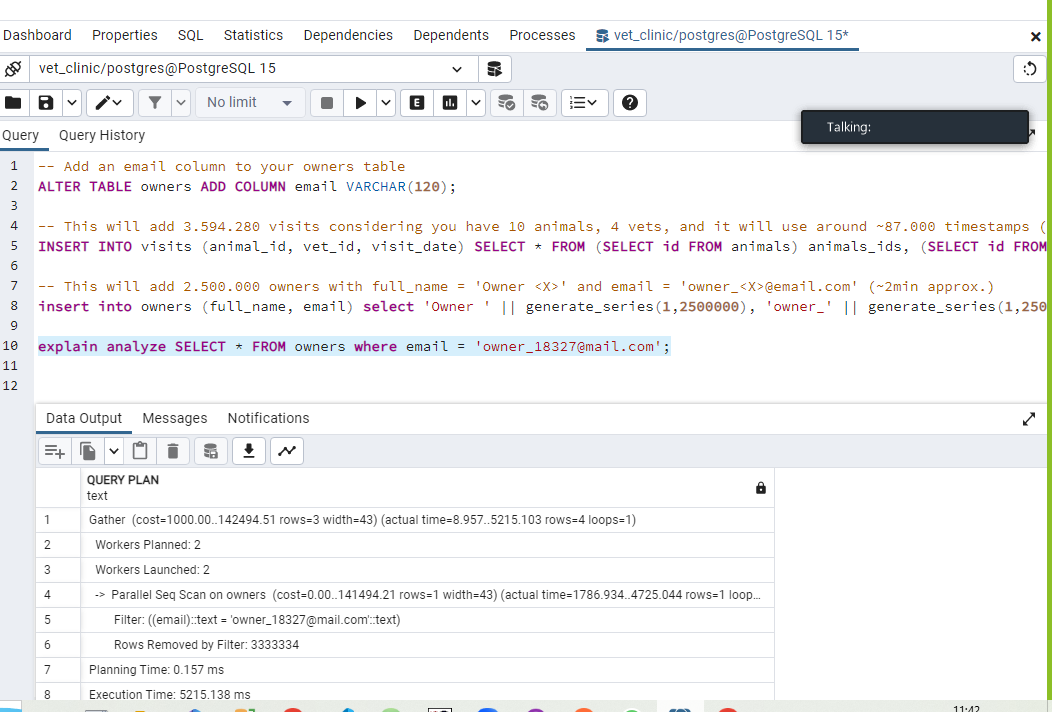 Dashboard Properties SQL Statistics Dependencies Dependents Processes vet_clinic/postgres@PostgreSQL 15*
vet_clinic/postgres@PostgreSQL 15
No limit
E
Talking:
Query Query History
1 -- Add an email column to your owners table
2 ALTER TABLE owners ADD COLUMN email VARCHAR(120);
3
4 -- This will add 3.594.280 visits considering you have 10 animals, 4 vets, and it will use around ~87.000 timestamps (
5 INSERT INTO visits (animal_id, vet_id, visit_date) SELECT * FROM (SELECT id FROM animals) animals_ids, (SELECT id FROM
6
7 -- This will add 2.500.000 owners with full_name = 'Owner <X>' and email = 'owner_<X>@email.com' (~2min approx.)
8 insert into owners (full_name, email) select 'Owner ' || generate_series(1,2500000), 'owner_' || generate_series(1,250
9
10 explain analyze SELECT * FROM owners where email = 'owner_18327@mail.com';
11
12
Data Output Messages Notifications
QUERY PLAN
text
1 Gather (cost=1000.00..142494.51 rows=3 width=43) (actual time=8.957..5215.103 rows=4 loops=1)
2 Workers Planned: 2
3 Workers Launched: 2
4 -> Parallel Seq Scan on owners (cost=0.00..141494.21 rows=1 width=43) (actual time=1786.934..4725.044 rows=1 loop...
5 Filter: ((email)::text = 'owner_18327@mail.com'::text)
6 Rows Removed by Filter: 3333334
7 Planning Time: 0.157 ms
8 Execution Time: 5215.138 ms
11:42